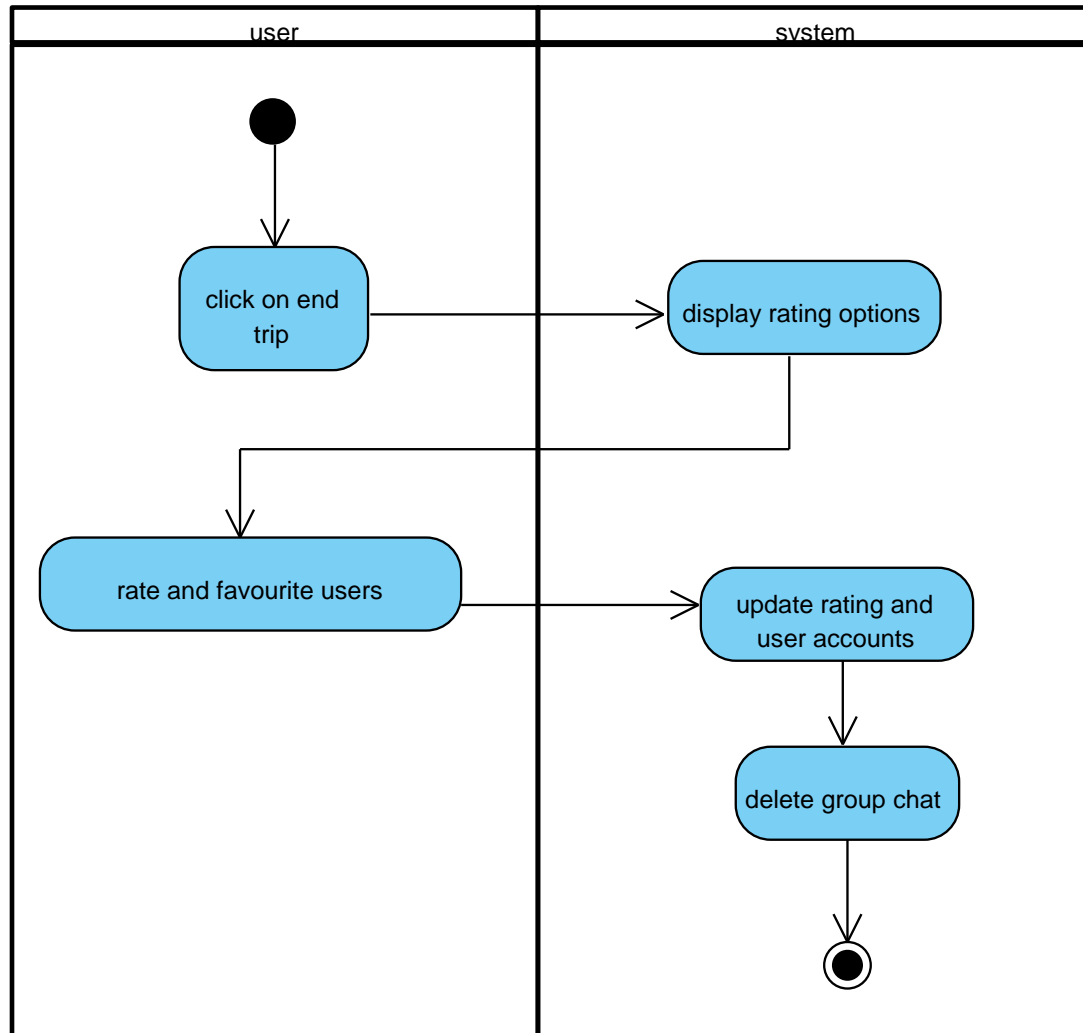 user
system
click on end
trip
display rating options
rate and favourite users
update rating and
user accounts
delete group chat